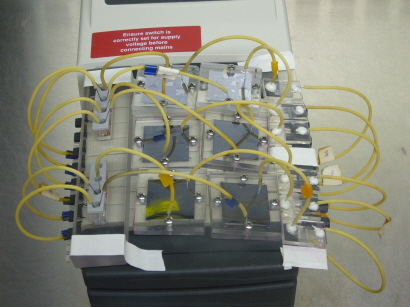 Ensure switch is
correctly set for supply
voltage before
connecting mains